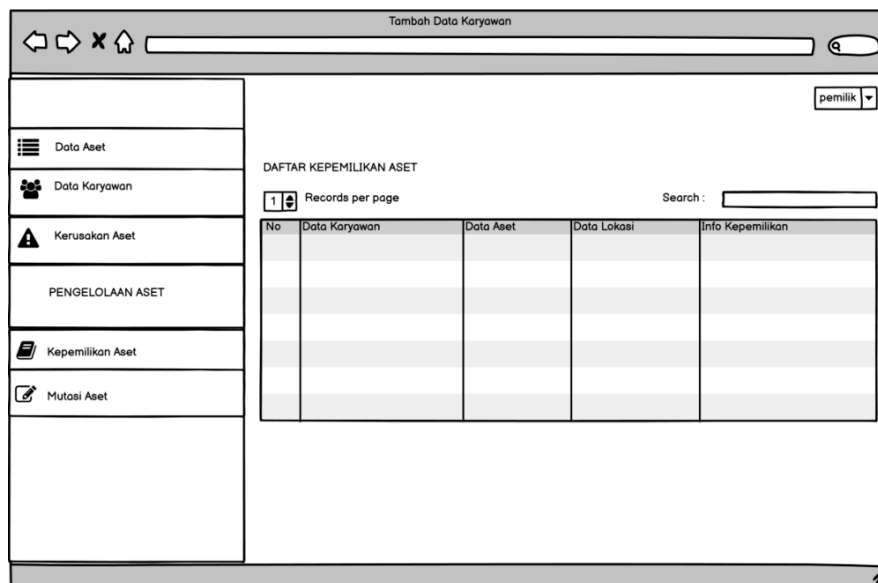 Tambah Data Karyawan
pemilik
Data Aset
Data Karyawan
Kerusakan Aset
PENGELOLAAN ASET
Kepemilikan Aset
Mutasi Aset
DAFTAR KEPEMILIKAN ASET
1 Records per page
Search :
No Data Karyawan Data Aset Data Lokasi Info Kepemilikan